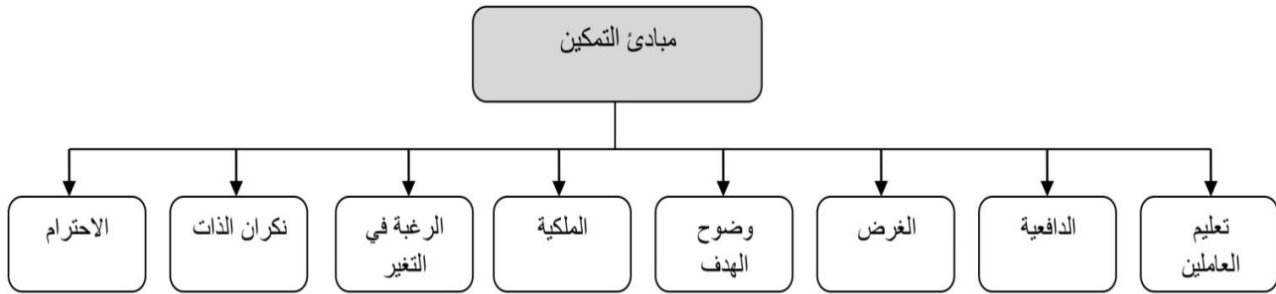 مبادئ التمكين
تعليم
العاملين
الدافعية
الغرض
وضوح
الهدف
الملكية
الرغبة في
التغير
نكران الذات
الاحترام